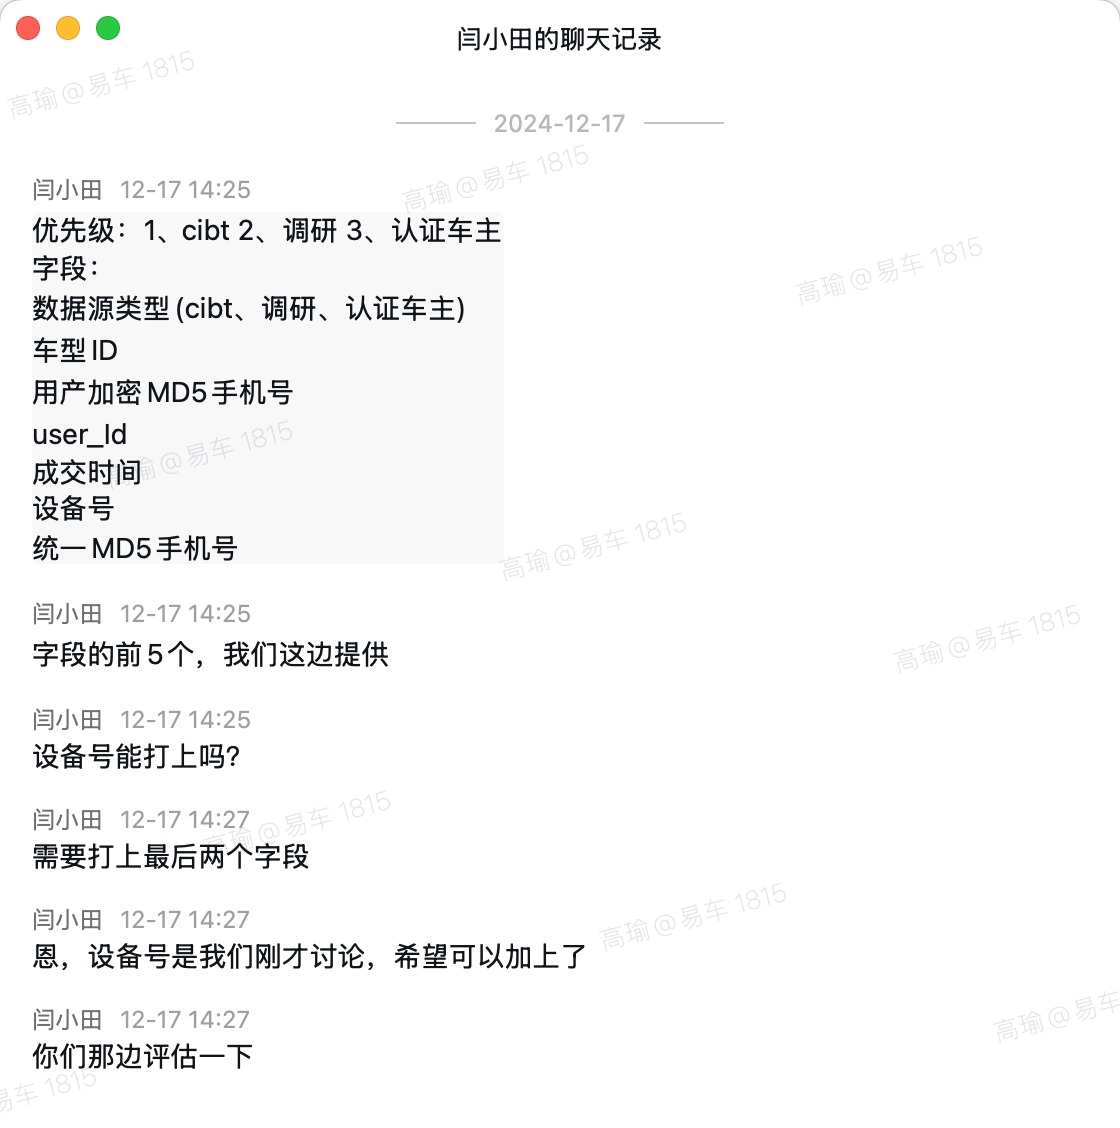 闫小田的聊天记录
高瑜@易车 1815
2024-12-17
高瑜@易车 1815
闫小田 12-17 14:25
优先级：1、cibt 2、调研 3、认证车主
高瑜@易车 1815
字段：
数据源类型(cibt、调研、认证车主)
车型ID
用产加密MD5手机号
user_Id
高瑜@易车 1815
成交时间
设备号
统一MD5手机号
高瑜@易车 1815
闫小田 12-17 14:25
字段的前5个，我们这边提供
高瑜@易车 1815
闫小田 12-17 14:25
设备号能打上吗?
闫小田 12-17 14:27
高瑜@易车 1815
需要打上最后两个字段
闫小田 12-17 14:27
高瑜@易车 1815
恩，设备号是我们刚才讨论，希望可以加上了
闫小田 12-17 14:27
高瑜@易车
你们那边评估一下
易车 1815